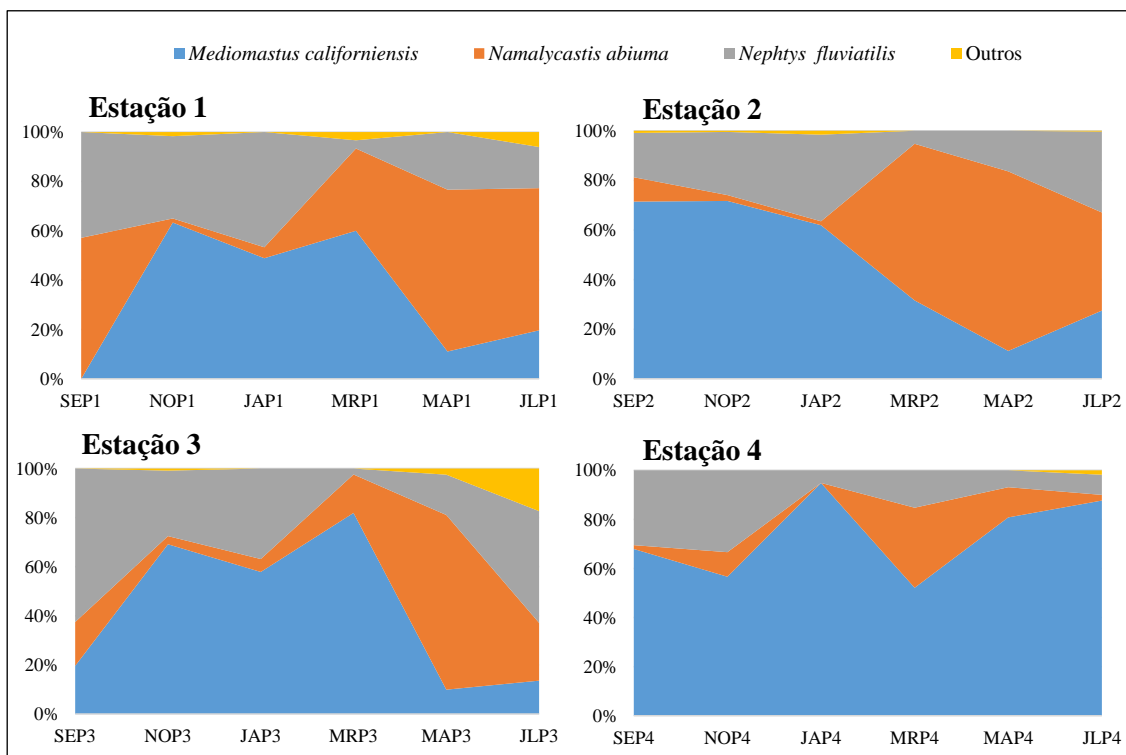 Mediomastus californiensis Namalycastis abiuma Nephtys fluviatilis Outros
Estação 1
100%
80%
60%
40%
20%
0%
SEP1 NOP1 JAP1 MRP1 MAP1 JLP1
Estação 2
100%
80%
60%
40%
20%
0%
SEP2 NOP2 JAP2 MRP2 MAP2 JLP2
Estação 3
100%
80%
60%
40%
20%
0%
SEP3 NOP3 JAP3 MRP3 MAP3 JLP3
Estação 4
100%
80%
60%
40%
20%
0%
SEP4 NOP4 JAP4 MRP4 MAP4 JLP4